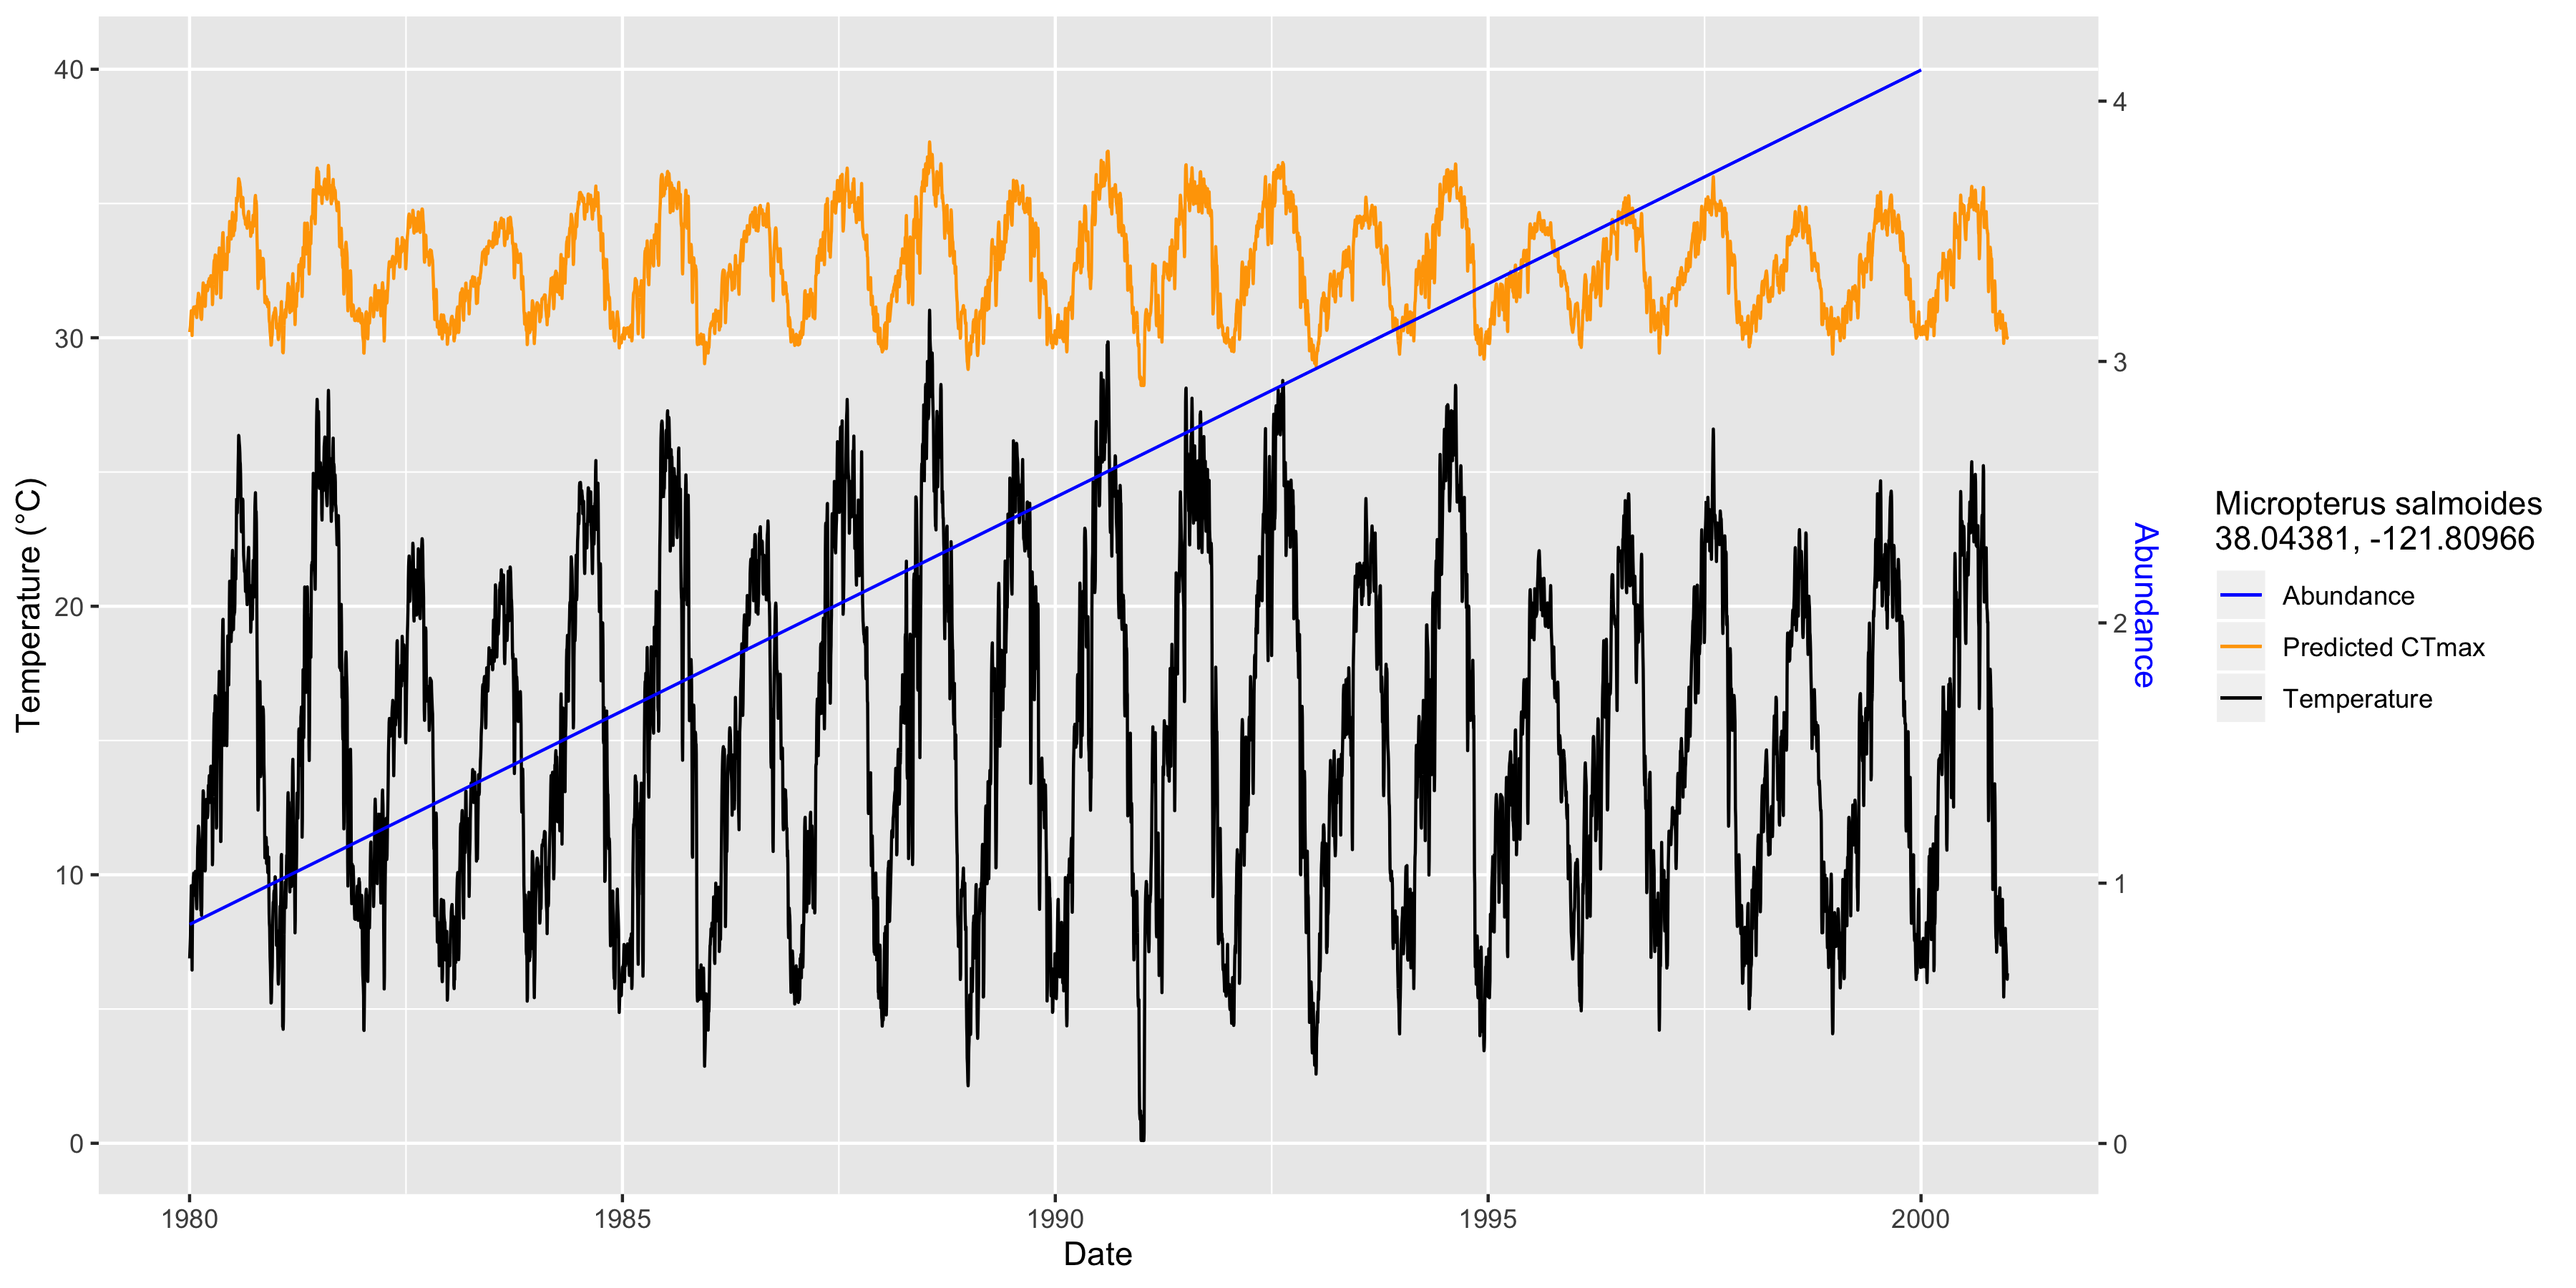 40
30
20
10
0
Temperature (°C)
1980
1985
1990
1995
2000
Date
4
3
2
1
0
Abundance
Micropterus salmoides
38.04381, -121.80966
Abundance
Predicted CTmax
Temperature